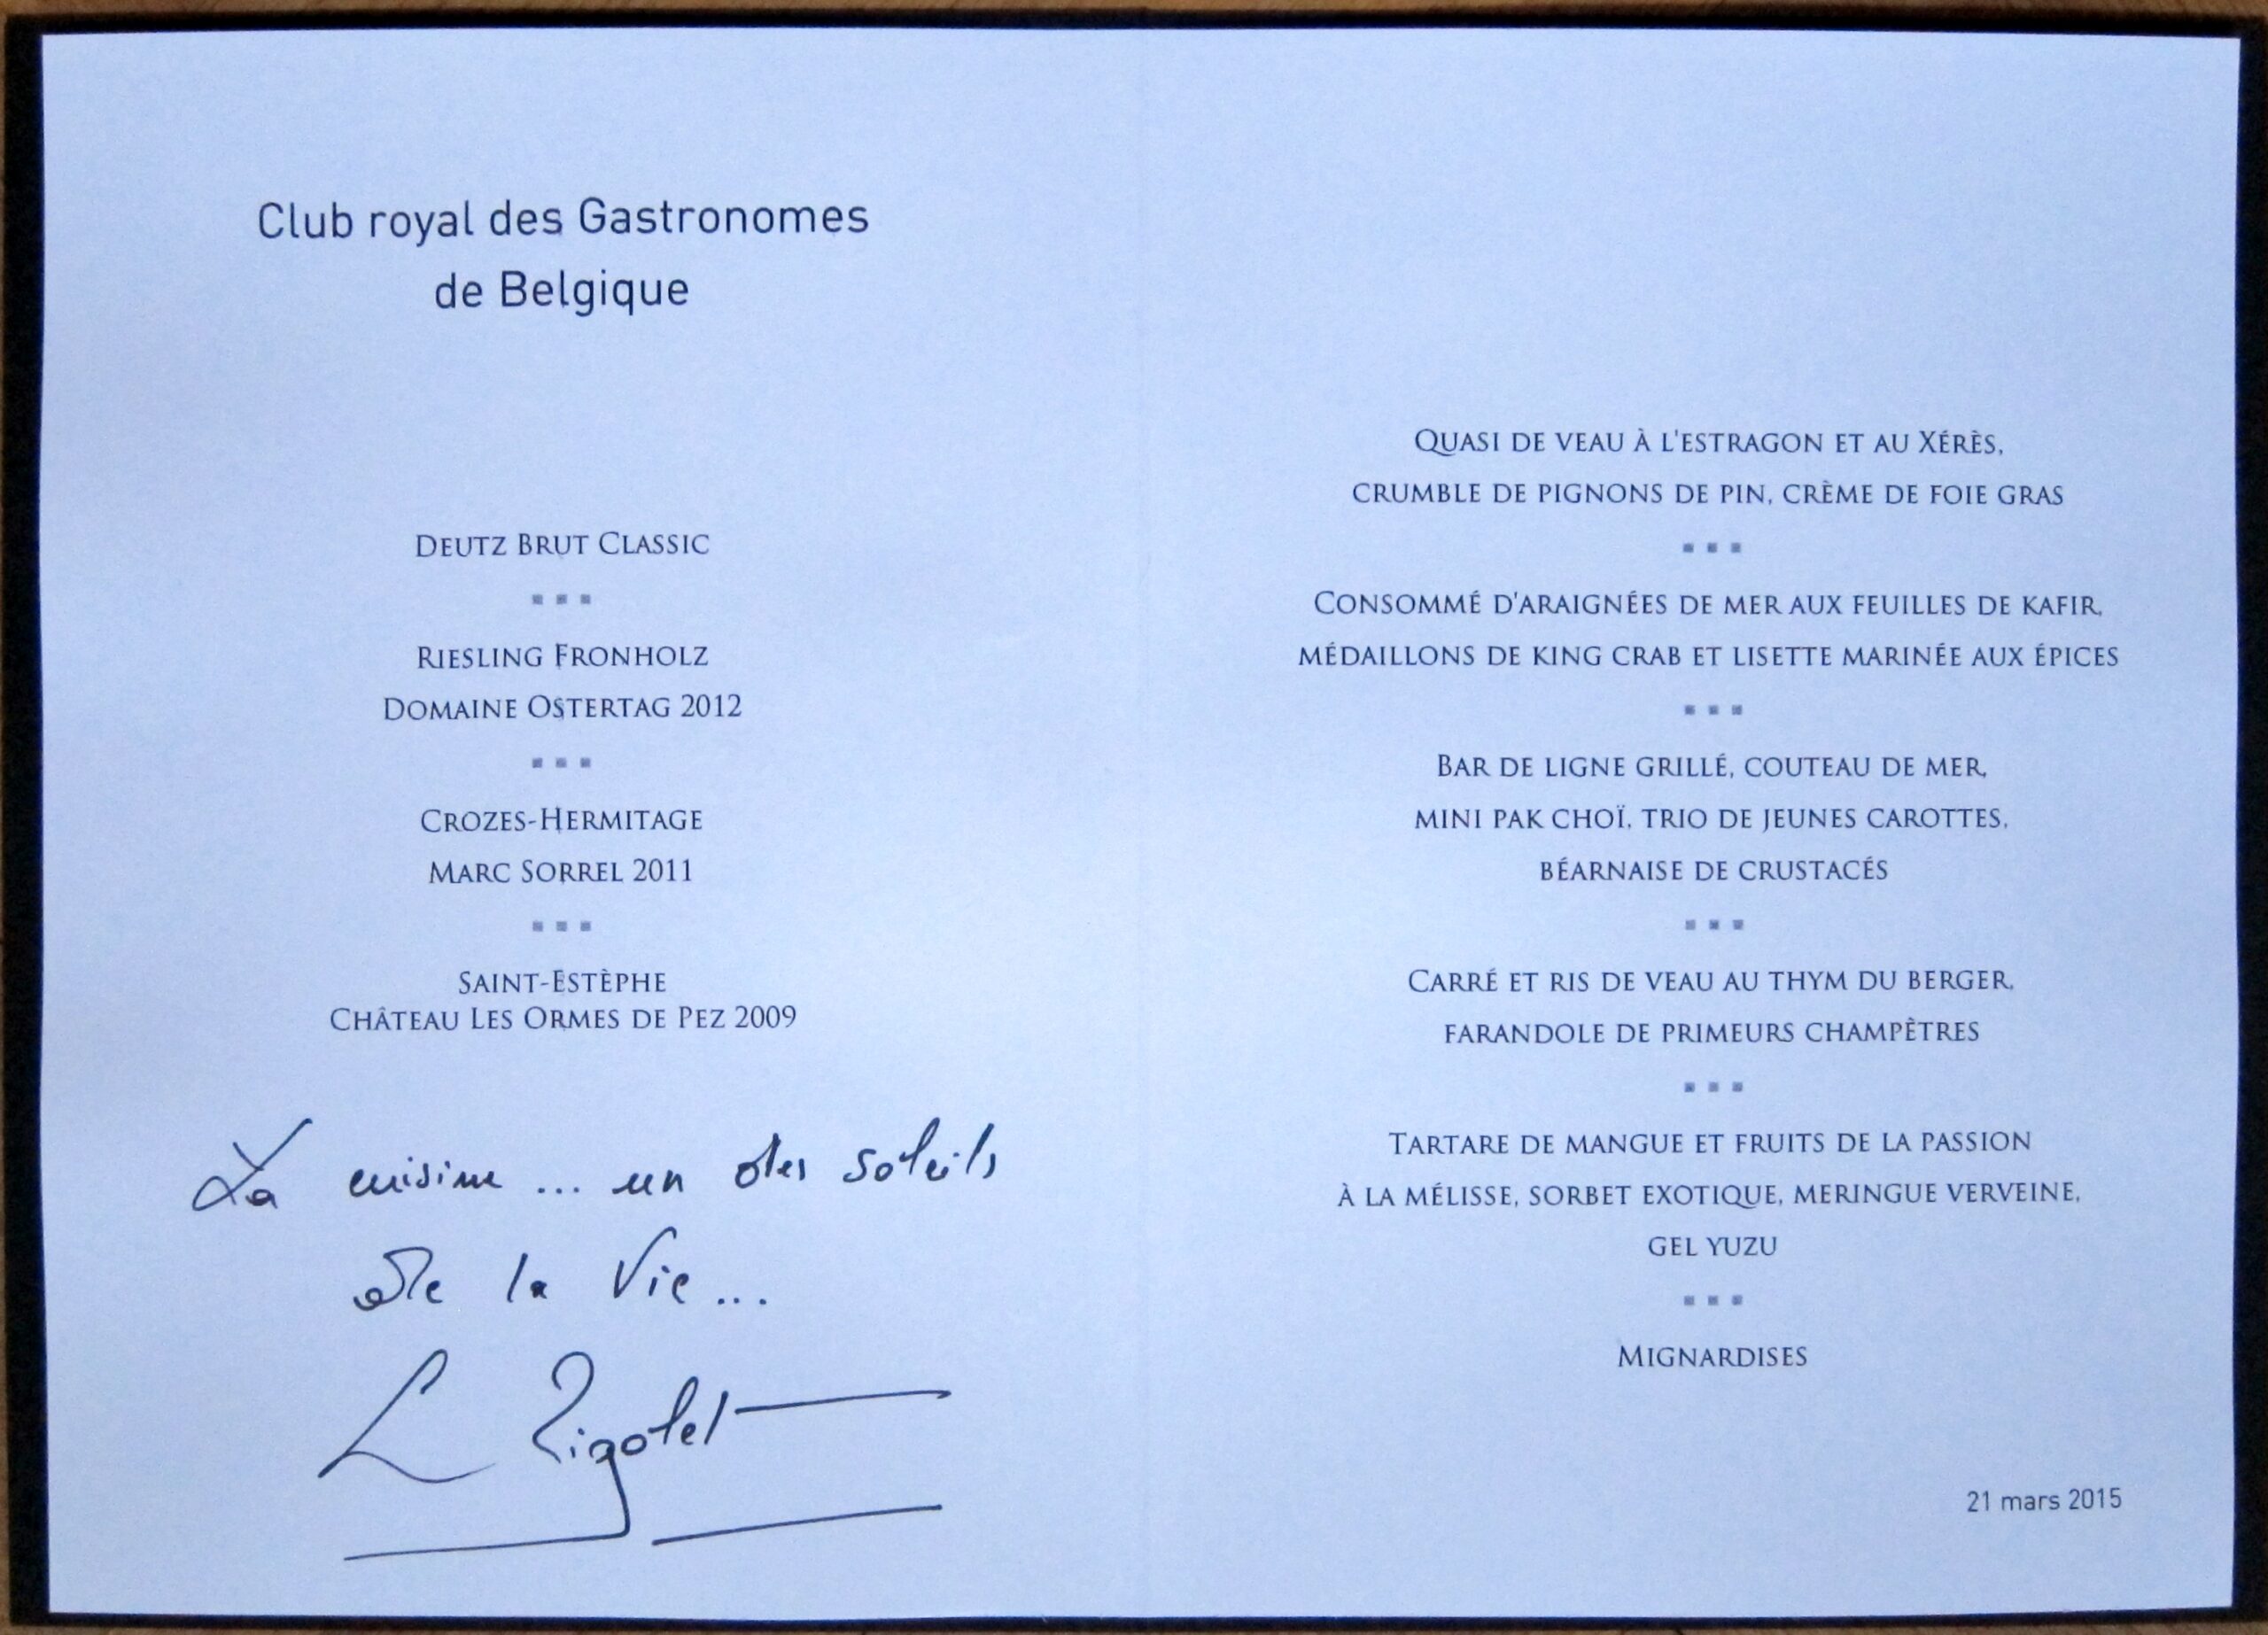 Club royal des Gastronomes
de Belgique
Deutz Brut Classic
Riesling Fronholz
Domaine Ostertag 2012
Crozes-Hermitage
Marc Sorrel 2011
Saint-Estèphe
Château Les Ormes de Pez 2009
La cuisine ... un des soleils
de la Vie ...
L Rigolet
Quasi de veau à l'estragon et au Xérès,
crumble de pignons de pin, crème de foie gras
Consommé d'araignées de mer aux feuilles de kafir,
médaillons de king crab et lisette marinée aux épices
Bar de ligne grillé, couteau de mer,
mini pak choï, trio de jeunes carottes,
béarnaise de crustacés
Carré et ris de veau au thym du berger,
farandole de primeurs champêtres
Tartare de mangue et fruits de la passion
à la mélisse, sorbet exotique, meringue verveine,
gel yuzu
Mignardises
21 mars 2015